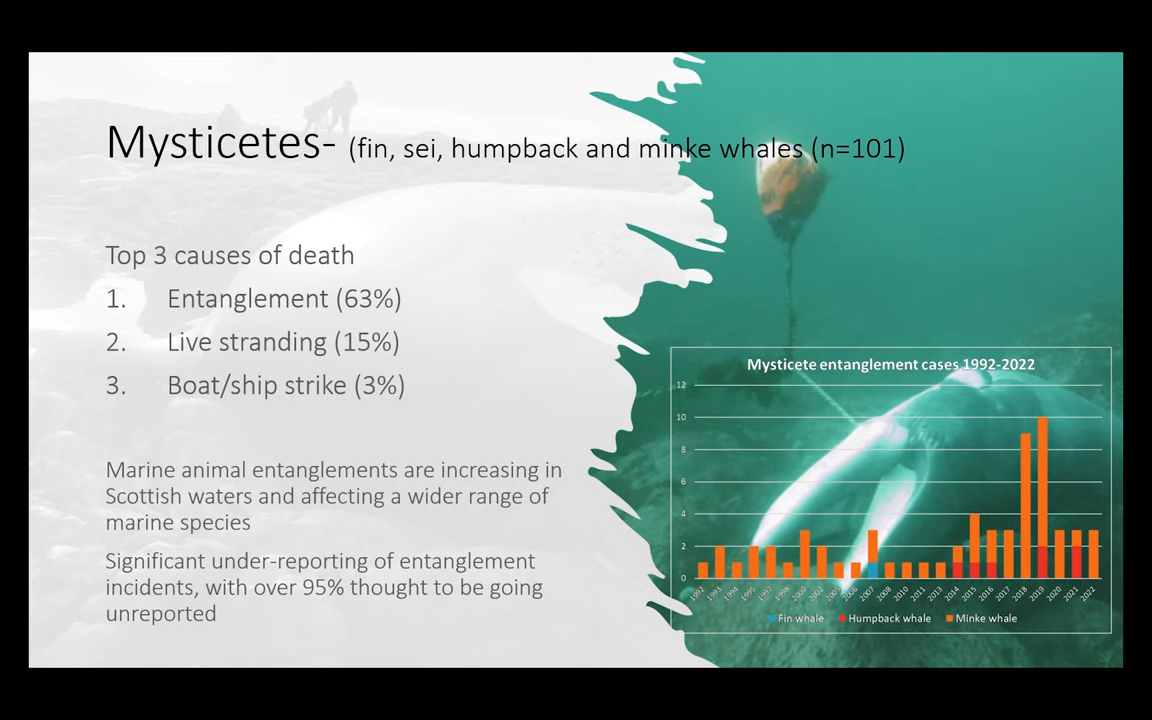 Mysticetes- (fin, sei, humpback and minke whales (n=101)
Top 3 causes of death
1. Entanglement (63%)
2. Live stranding (15%)
3. Boat/ship strike (3%)
Marine animal entanglements are increasing in
Scottish waters and affecting a wider range of
marine species
Significant under-reporting of entanglement
incidents, with over 95% thought to be going
unreported
Mysticete entanglement cases 1992-2022
12
10
8
6
4
2
0
1992 1993 1994 1995 1997 1998 2000 2002 2005 2006 2007 2008 2010 2011 2013 2014 2015 2016 2017 2018 2019 2020 2021 2022
Fin whale Humpback whale Minke whale